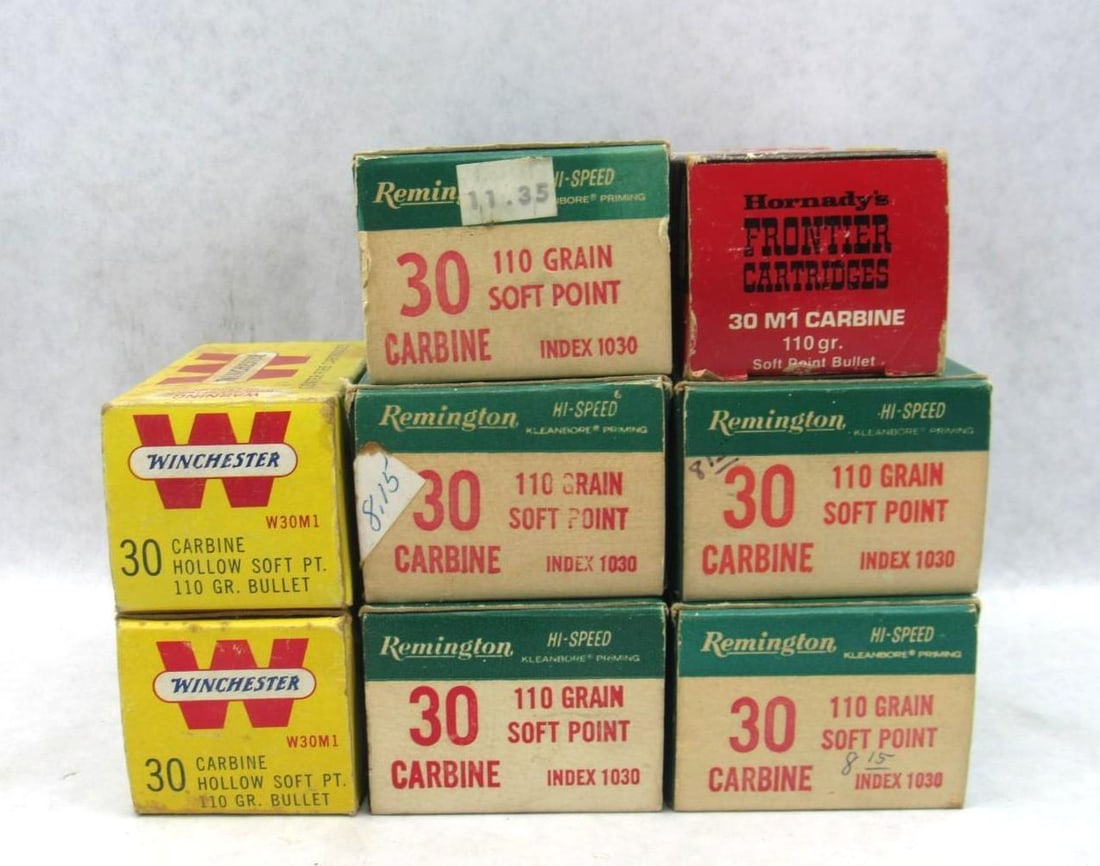 Remington HI-SPEED
11.35
KLEANBORE® PRIMING
30 110 GRAIN
SOFT POINT
CARBINE INDEX 1030
Hornady's
FRONTIER
CARTRIDGES
30 M1 CARBINE
110 gr.
Soft Point Bullet
W
WINCHESTER
WARNING
W
WINCHESTER
W30M1
30 CARBINE
HOLLOW SOFT PT.
110 GR. BULLET
Remington HI-SPEED
KLEANBORE® PRIMING
8.15
30 110 GRAIN
SOFT POINT
CARBINE INDEX 1030
Remington HI-SPEED
KLEANBORE® PRIMING
30 110 GRAIN
SOFT POINT
CARBINE INDEX 1030
W
WINCHESTER
W30M1
30 CARBINE
HOLLOW SOFT PT.
110 GR. BULLET
Remington HI-SPEED
KLEANBORE® PRIMING
30 110 GRAIN
SOFT POINT
CARBINE INDEX 1030
Remington HI-SPEED
KLEANBORE® PRIMING
30 110 GRAIN
SOFT POINT
8 15
CARBINE INDEX 1030